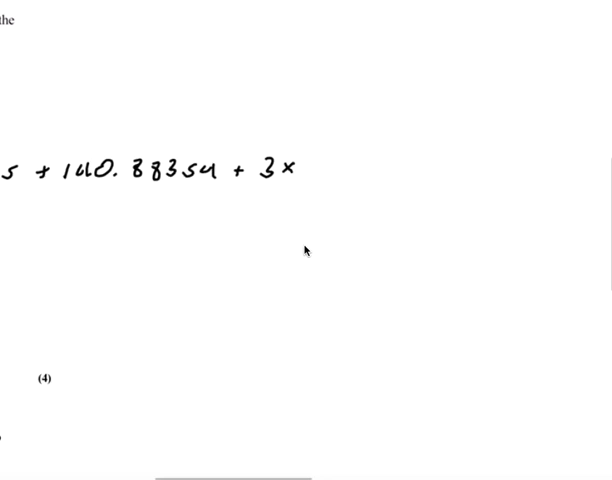 the
5 + 140.88354 + 3x
(4)